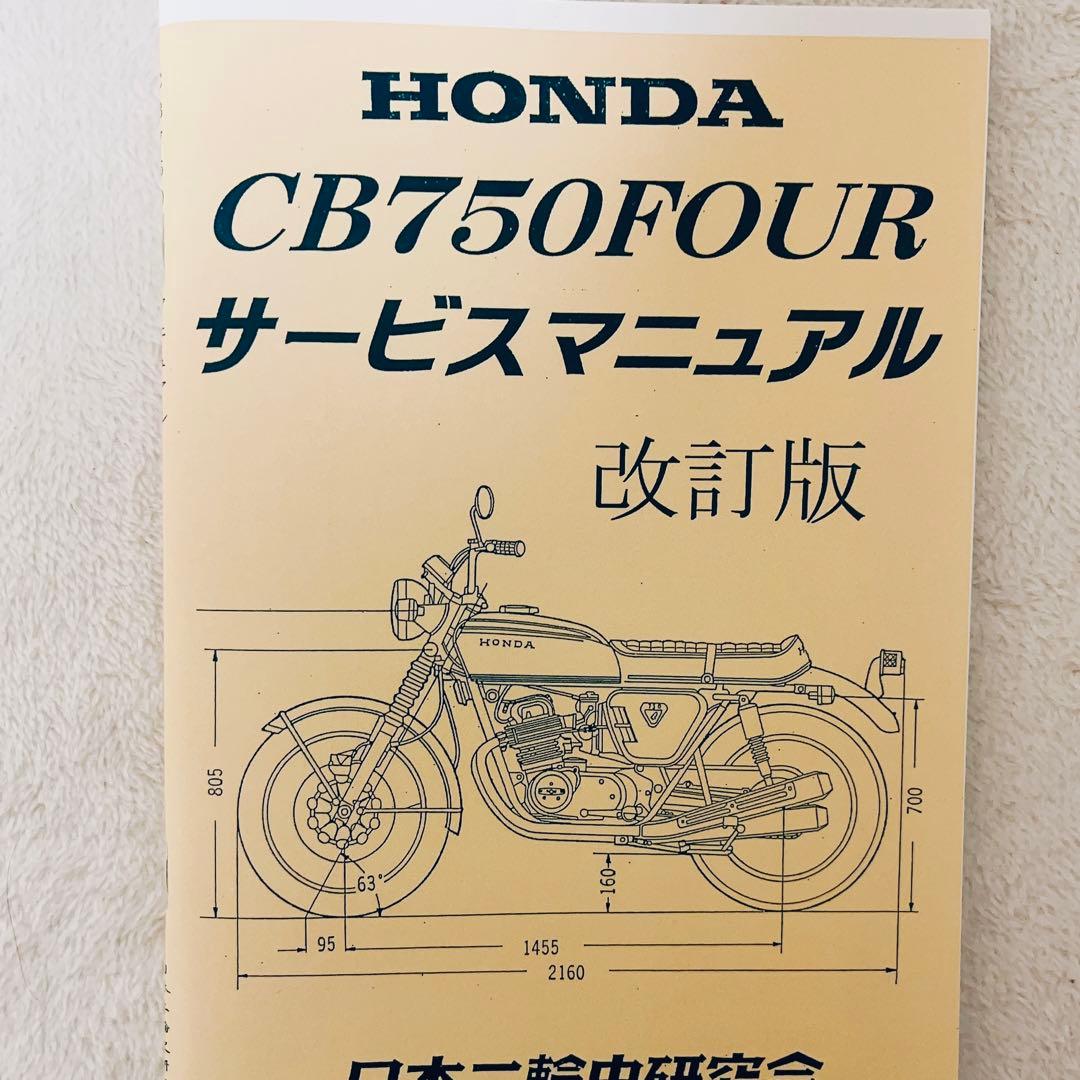 HONDA
CB750FOUR
サービスマニュアル
改訂版
HONDA
805
700
63°
160
95
1455
2160
日本二輪史研究会